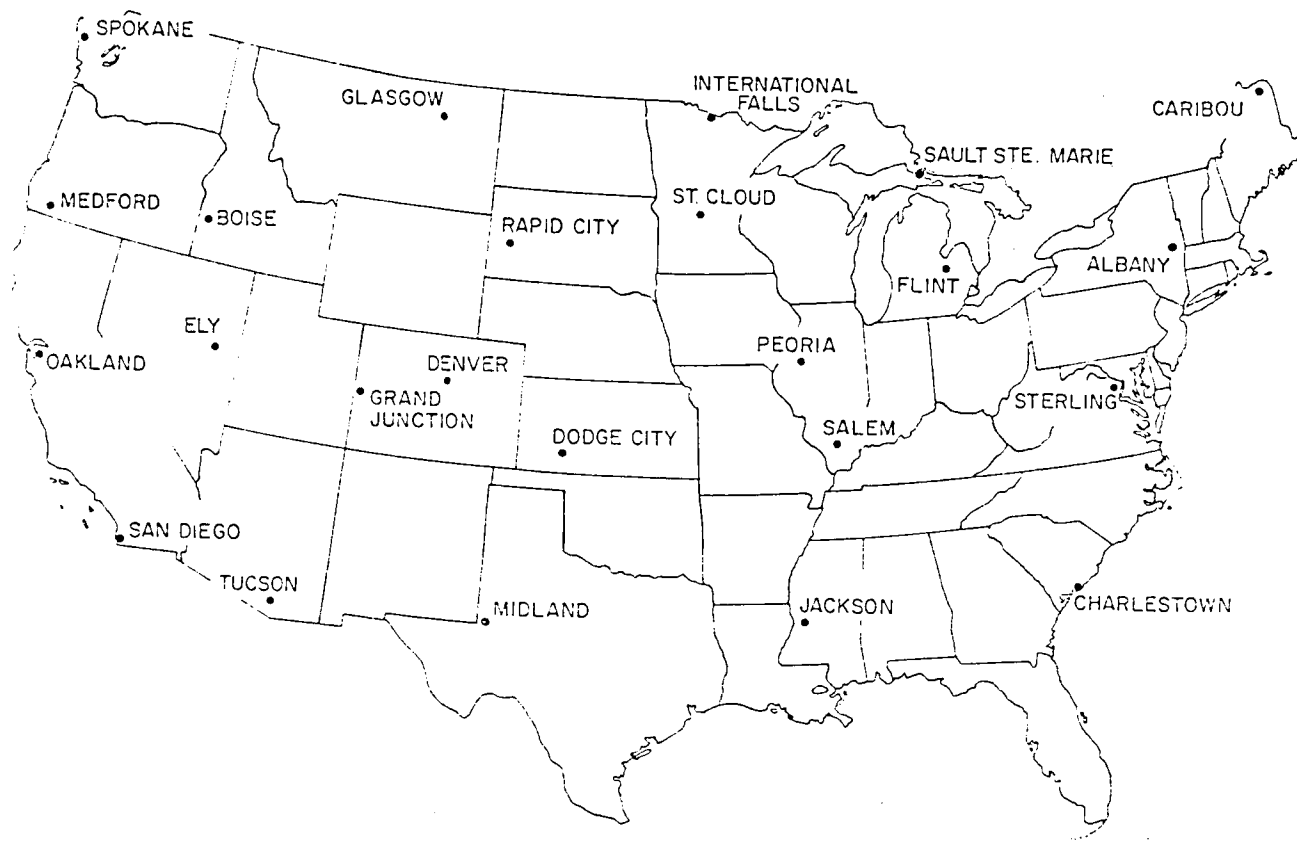 SPOKANE
GLASGOW
INTERNATIONAL
FALLS
CARIBOU
SAULT STE. MARIE
MEDFORD
BOISE
RAPID CITY
ST. CLOUD
ALBANY
FLINT
ELY
OAKLAND
DENVER
PEORIA
GRAND
JUNCTION
STERLING
DODGE CITY
SALEM
SAN DIEGO
TUCSON
MIDLAND
JACKSON
CHARLESTOWN